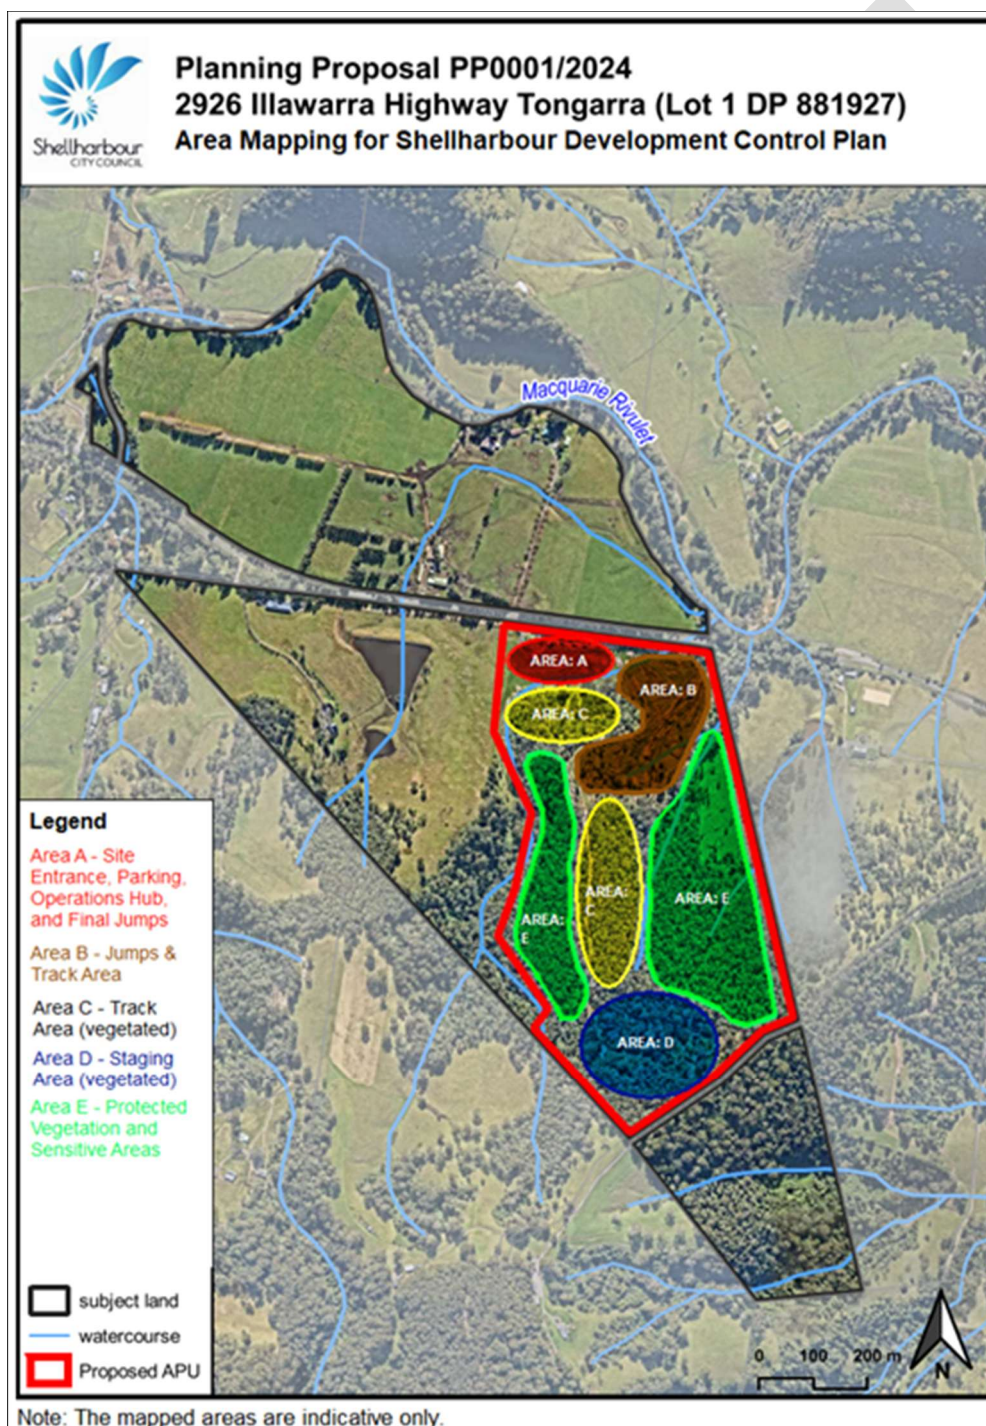 Planning Proposal PP0001/2024
2926 Illawarra Highway Tongarra (Lot 1 DP 881927)
Area Mapping for Shellharbour Development Control Plan
Shellharbour
CITY COUNCIL
Macquarie Rivulet
AREA: A
AREA: B
AREA: C
AREA:
C
AREA: E
AREA:
E
AREA: D
Legend
Area A - Site
Entrance, Parking,
Operations Hub,
and Final Jumps
Area B - Jumps &
Track Area
Area C - Track
Area (vegetated)
Area D - Staging
Area (vegetated)
Area E - Protected
Vegetation and
Sensitive Areas
subject land
watercourse
Proposed APU
0 100 200 m
N
Note: The mapped areas are indicative only.